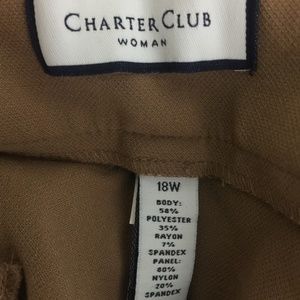 CHARTER CLUB
WOMAN
18W
BODY:
58%
POLYESTER
35%
RAYON
7%
SPANDEX
PANEL:
80%
NYLON
20%
SPANDEX